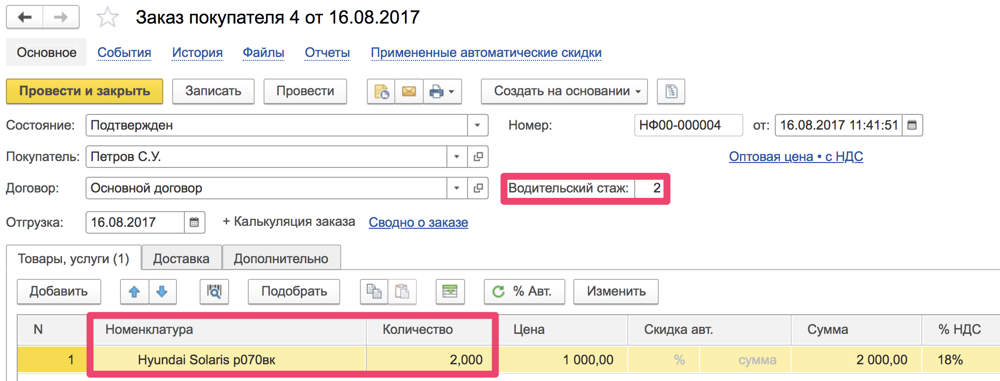 Заказ покупателя 4 от 16.08.2017
Основное События История Файлы Отчеты Примененные автоматические скидки
Провести и закрыть Записать Провести Создать на основании
Состояние: Подтвержден Номер: НФ00-000004 от: 16.08.2017 11:41:51
Покупатель: Петров С.У. Оптовая цена • с НДС
Договор: Основной договор Водительский стаж: 2
Отгрузка: 16.08.2017 + Калькуляция заказа Сводно о заказе
Товары, услуги (1) Доставка Дополнительно
Добавить Подобрать % Авт. Изменить
N Номенклатура Количество Цена Скидка авт. Сумма % НДС
1 Hyundai Solaris р070вк 2,000 1 000,00 % сумма 2 000,00 18%